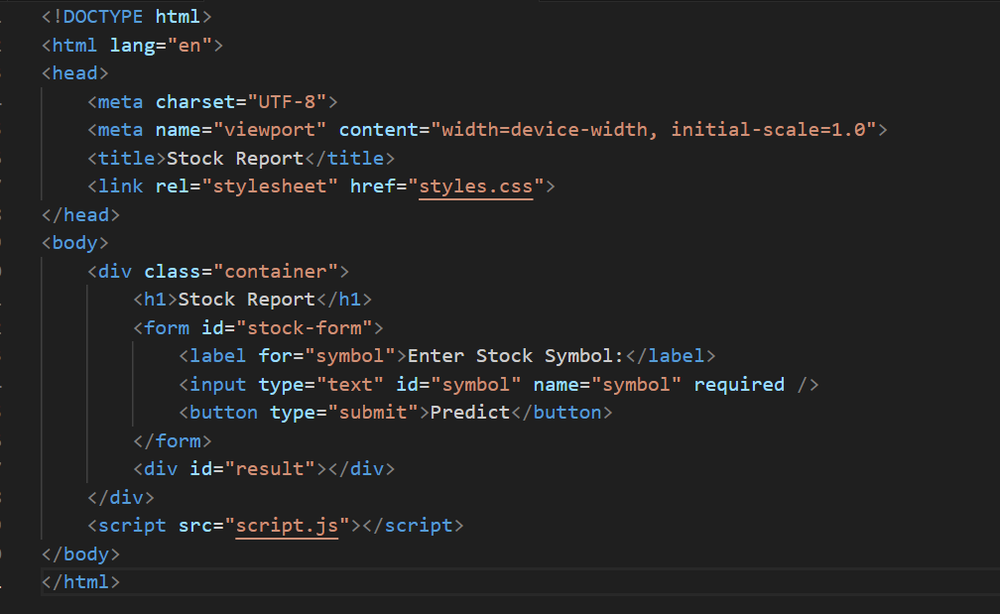 <!DOCTYPE html>
<html lang="en">
<head>
    <meta charset="UTF-8">
    <meta name="viewport" content="width=device-width, initial-scale=1.0">
    <title>Stock Report</title>
    <link rel="stylesheet" href="styles.css">
</head>
<body>
    <div class="container">
        <h1>Stock Report</h1>
        <form id="stock-form">
            <label for="symbol">Enter Stock Symbol:</label>
            <input type="text" id="symbol" name="symbol" required />
            <button type="submit">Predict</button>
        </form>
        <div id="result"></div>
    </div>
    <script src="script.js"></script>
</body>
</html>